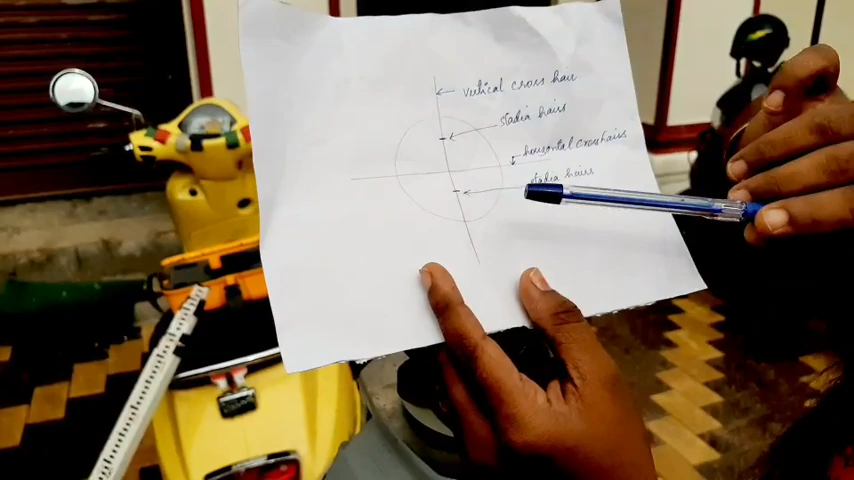 vertical cross hair
stadia hairs
horizontal crosshairs
stadia hairs